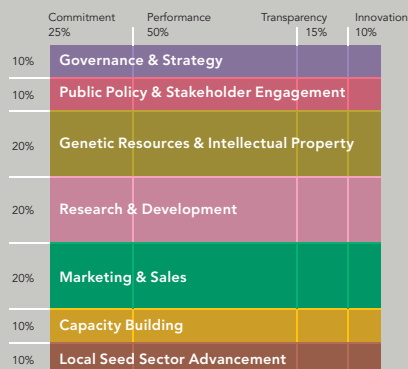 Commitment Performance Transparency Innovation
25% 50% 15% 10%
10% Governance & Strategy
10% Public Policy & Stakeholder Engagement
20% Genetic Resources & Intellectual Property
20% Research & Development
20% Marketing & Sales
10% Capacity Building
10% Local Seed Sector Advancement